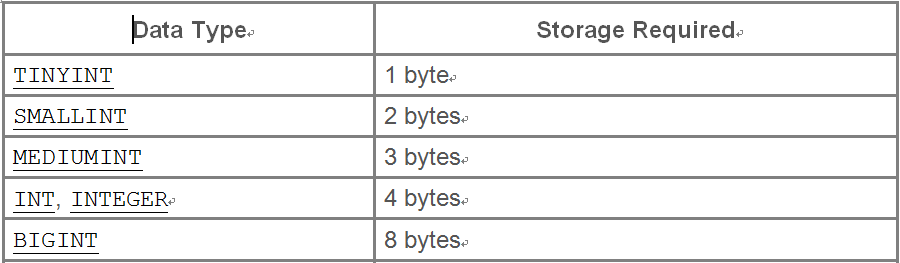 Data Type Storage Required
TINYINT 1 byte
SMALLINT 2 bytes
MEDIUMINT 3 bytes
INT, INTEGER 4 bytes
BIGINT 8 bytes